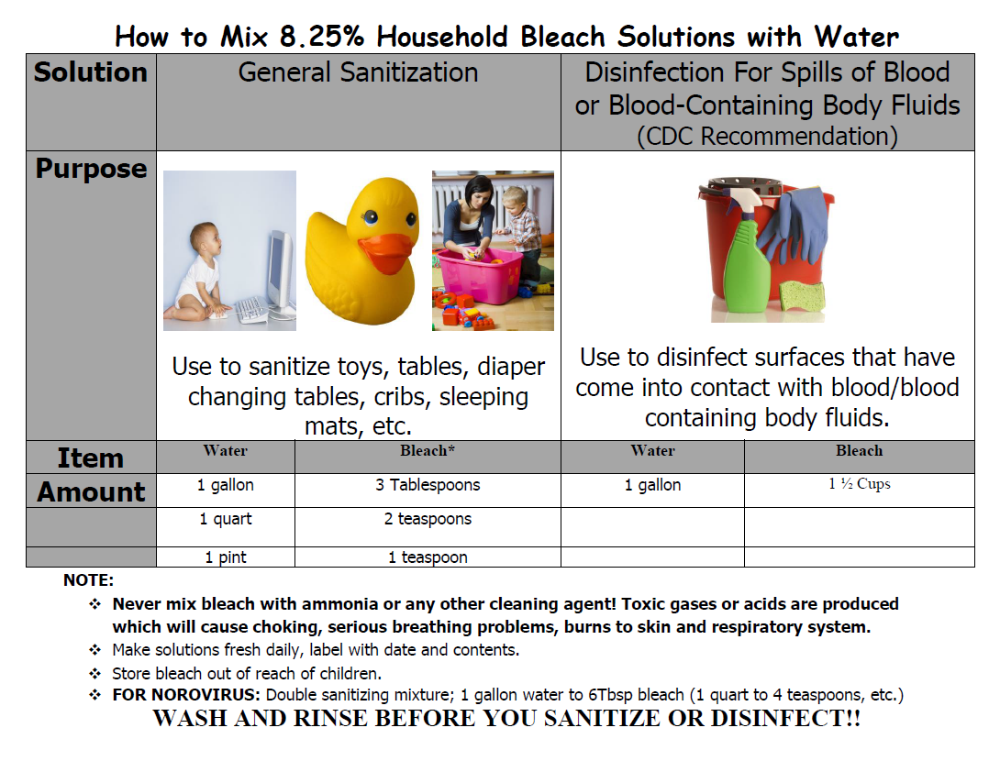 How to Mix 8.25% Household Bleach Solutions with Water
Solution
General Sanitization
Disinfection For Spills of Blood
or Blood-Containing Body Fluids
(CDC Recommendation)
Purpose
Use to sanitize toys, tables, diaper
changing tables, cribs, sleeping
mats, etc.
Use to disinfect surfaces that have
come into contact with blood/blood
containing body fluids.
Item
Water
Bleach*
Water
Bleach
Amount
1 gallon
3 Tablespoons
1 gallon
1 ½ Cups
1 quart
2 teaspoons
1 pint
1 teaspoon
NOTE:
❖ Never mix bleach with ammonia or any other cleaning agent! Toxic gases or acids are produced
which will cause choking, serious breathing problems, burns to skin and respiratory system.
❖ Make solutions fresh daily, label with date and contents.
❖ Store bleach out of reach of children.
❖ FOR NOROVIRUS: Double sanitizing mixture; 1 gallon water to 6Tbsp bleach (1 quart to 4 teaspoons, etc.)
WASH AND RINSE BEFORE YOU SANITIZE OR DISINFECT!!